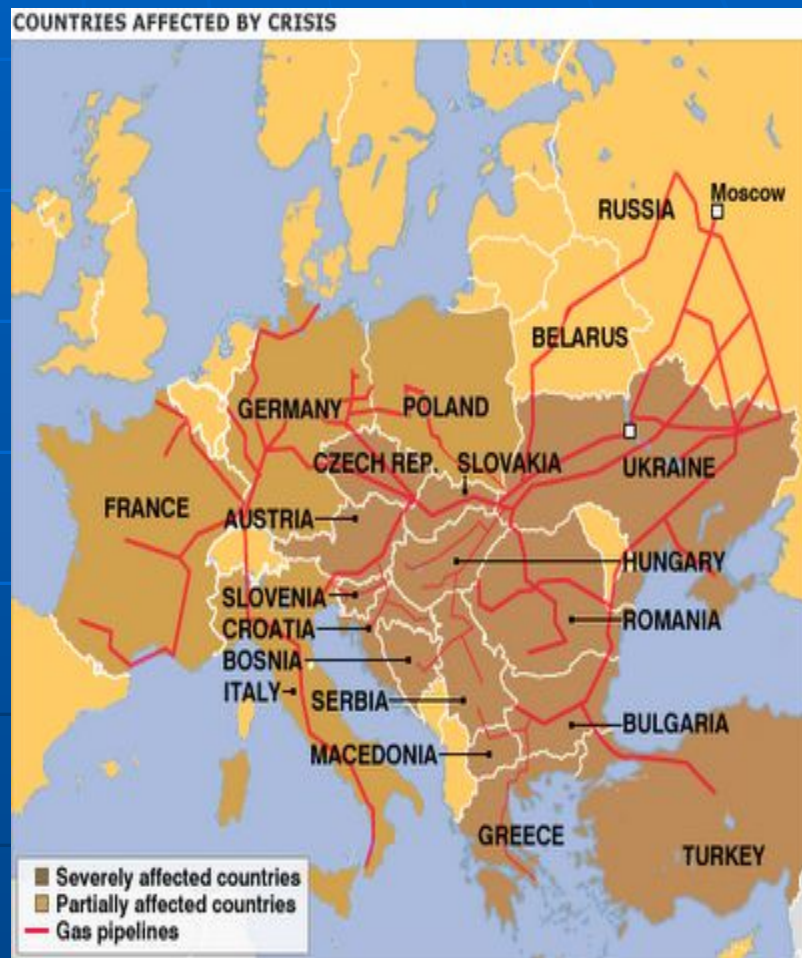 COUNTRIES AFFECTED BY CRISIS
Moscow
RUSSIA
BELARUS
GERMANY
POLAND
CZECH REP.
SLOVAKIA
UKRAINE
FRANCE
AUSTRIA
HUNGARY
SLOVENIA
ROMANIA
CROATIA
BOSNIA
ITALY
SERBIA
BULGARIA
MACEDONIA
GREECE
TURKEY
Severely affected countries
Partially affected countries
Gas pipelines